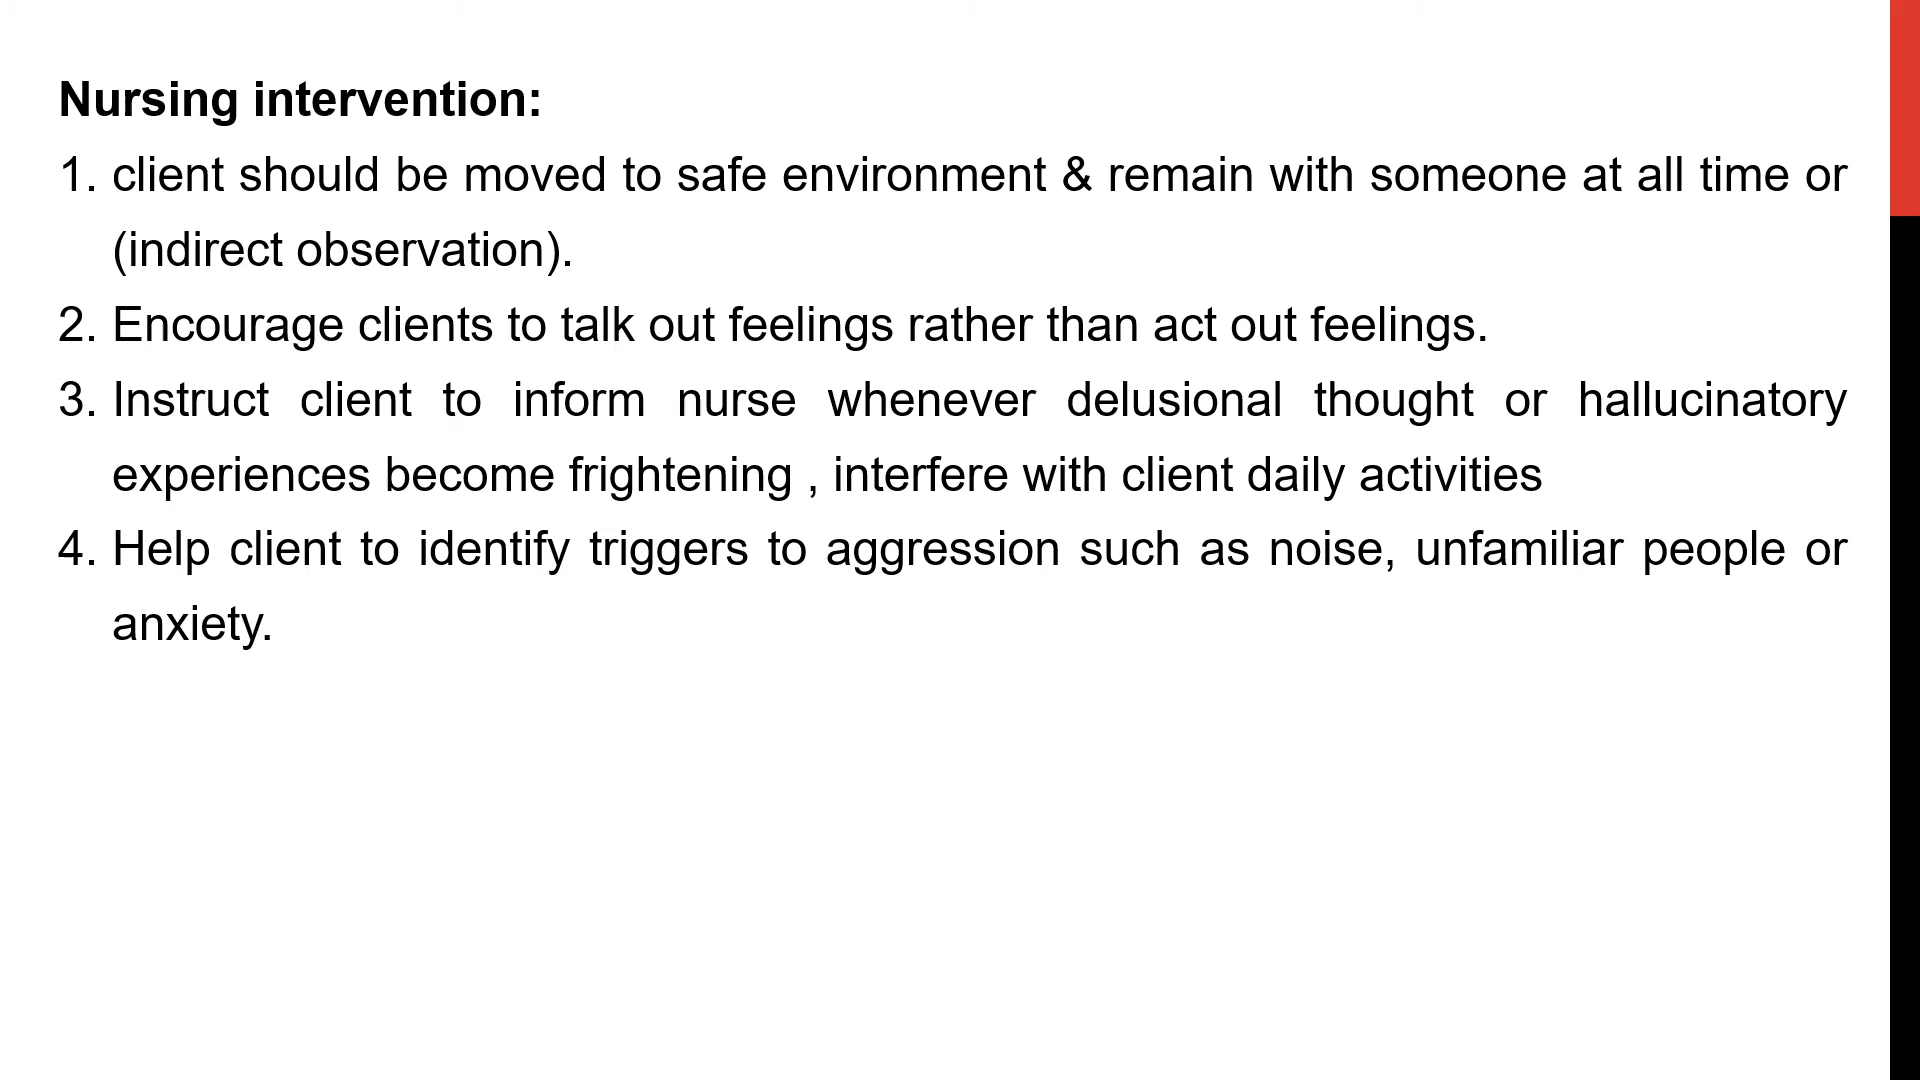 Nursing intervention:
1. client should be moved to safe environment & remain with someone at all time or
(indirect observation).
2. Encourage clients to talk out feelings rather than act out feelings.
3. Instruct client to inform nurse whenever delusional thought or hallucinatory
experiences become frightening , interfere with client daily activities
4. Help client to identify triggers to aggression such as noise, unfamiliar people or
anxiety.